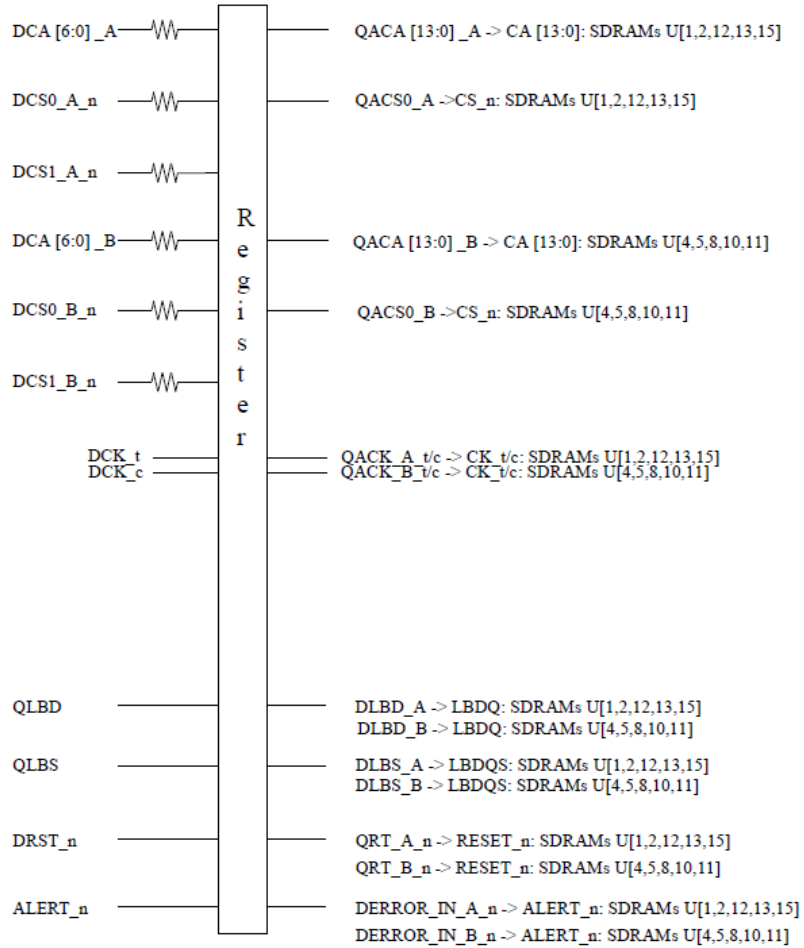 DCA [6:0] _A QACA [13:0] _A -> CA [13:0]: SDRAMs U[1,2,12,13,15]
DCS0_A_n QACS0_A ->CS_n: SDRAMs U[1,2,12,13,15]
DCS1_A_n
DCA [6:0] _B QACA [13:0] _B -> CA [13:0]: SDRAMs U[4,5,8,10,11]
DCS0_B_n QACS0_B ->CS_n: SDRAMs U[4,5,8,10,11]
DCS1_B_n
Register
DCK_t QACK_A_t/c -> CK_t/c: SDRAMs U[1,2,12,13,15]
DCK_c QACK_B_t/c -> CK_t/c: SDRAMs U[4,5,8,10,11]
QLBD DLBD_A -> LBDQ: SDRAMs U[1,2,12,13,15]
DLBD_B -> LBDQ: SDRAMs U[4,5,8,10,11]
QLBS DLBS_A -> LBDQS: SDRAMs U[1,2,12,13,15]
DLBS_B -> LBDQS: SDRAMs U[4,5,8,10,11]
DRST_n QRT_A_n -> RESET_n: SDRAMs U[1,2,12,13,15]
QRT_B_n -> RESET_n: SDRAMs U[4,5,8,10,11]
ALERT_n DERROR_IN_A_n -> ALERT_n: SDRAMs U[1,2,12,13,15]
DERROR_IN_B_n -> ALERT_n: SDRAMs U[4,5,8,10,11]